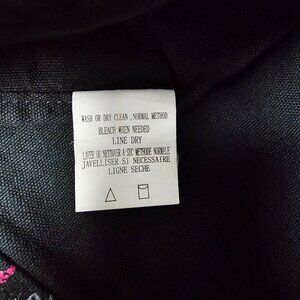 WASH OR DRY CLEAN , NORMAL METHOD
BLEACH WHEN NEEDED
LINE DRY
LAVER OU NETTOYER A SEC METHODE NORMALE
JAVELLISER SI NECESSAIRE
LIGNE SECHE